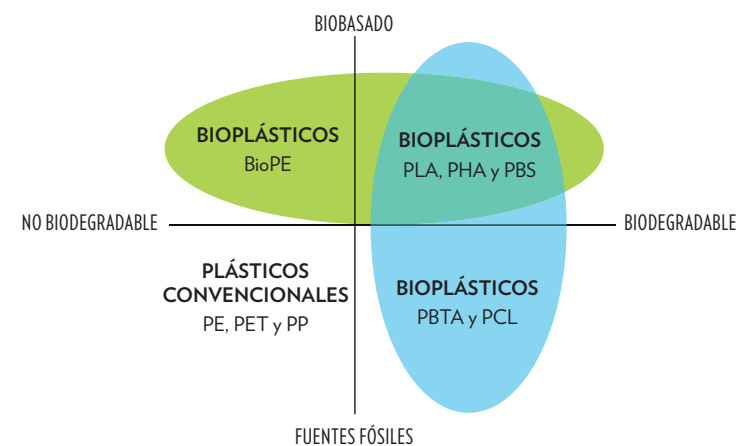 BIOBASADO
BIOPLÁSTICOS
BioPE
BIOPLÁSTICOS
PLA, PHA y PBS
NO BIODEGRADABLE
BIODEGRADABLE
PLÁSTICOS
CONVENCIONALES
PE, PET y PP
BIOPLÁSTICOS
PBTA y PCL
FUENTES FÓSILES